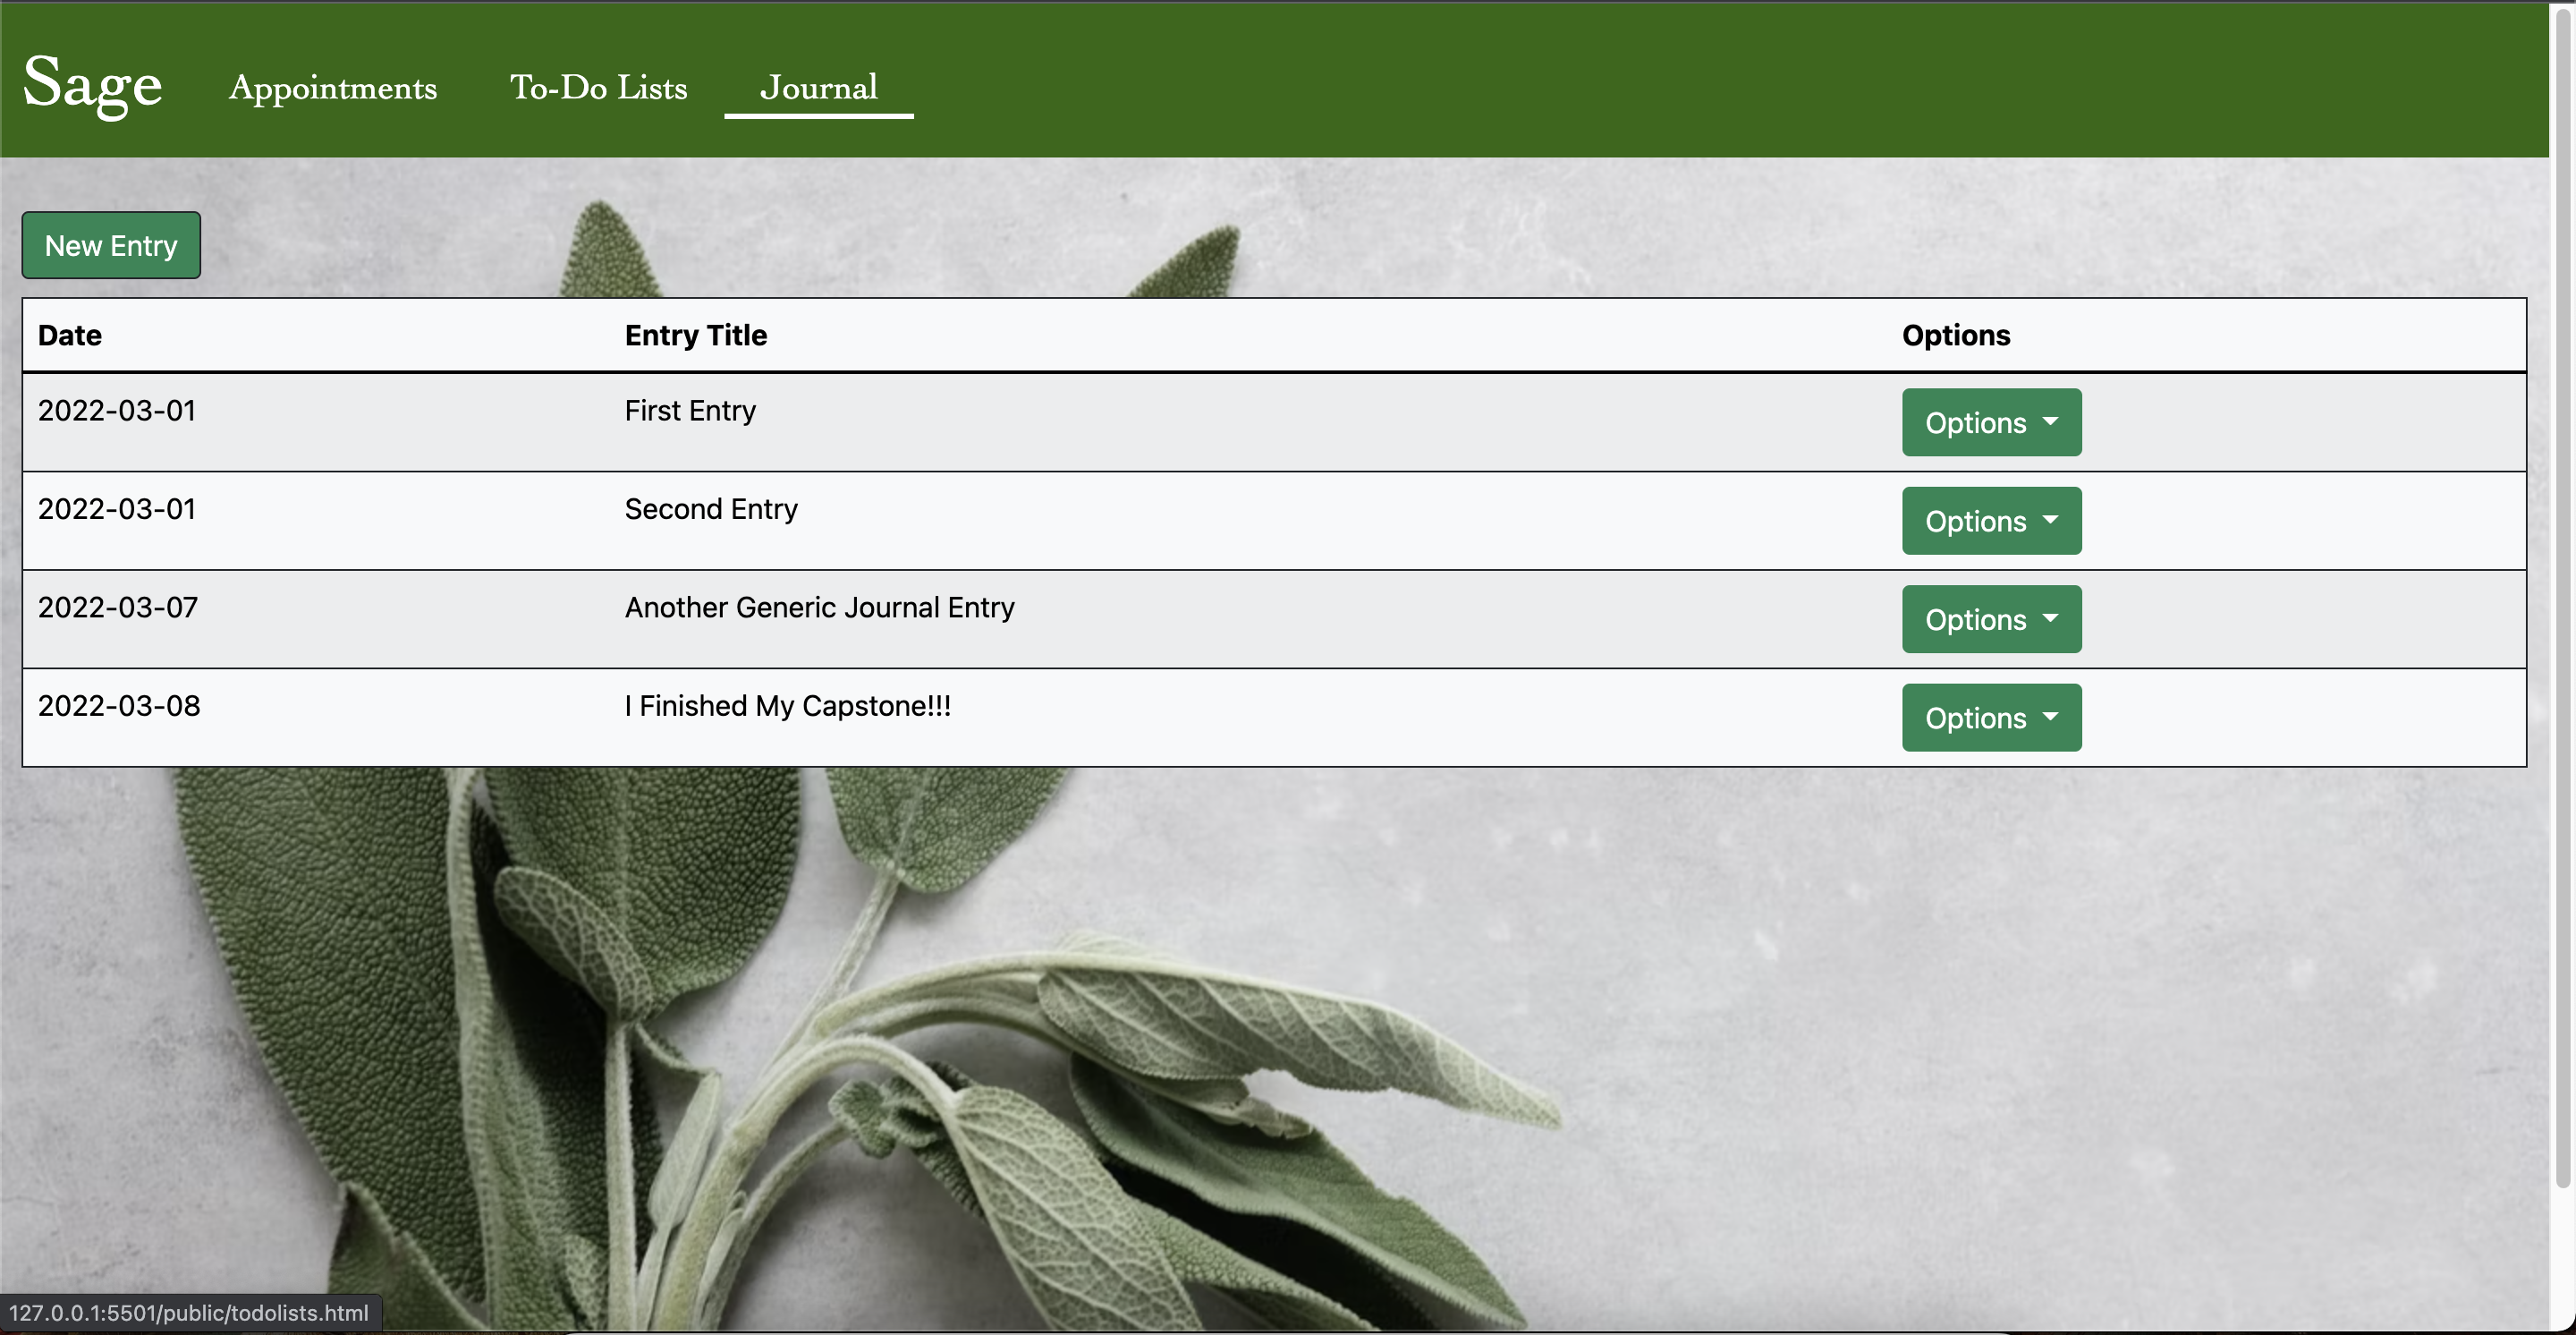 Sage Appointments To-Do Lists Journal
New Entry
Date Entry Title Options
2022-03-01 First Entry Options
2022-03-01 Second Entry Options
2022-03-07 Another Generic Journal Entry Options
2022-03-08 I Finished My Capstone!!! Options
127.0.0.1:5501/public/todolists.html